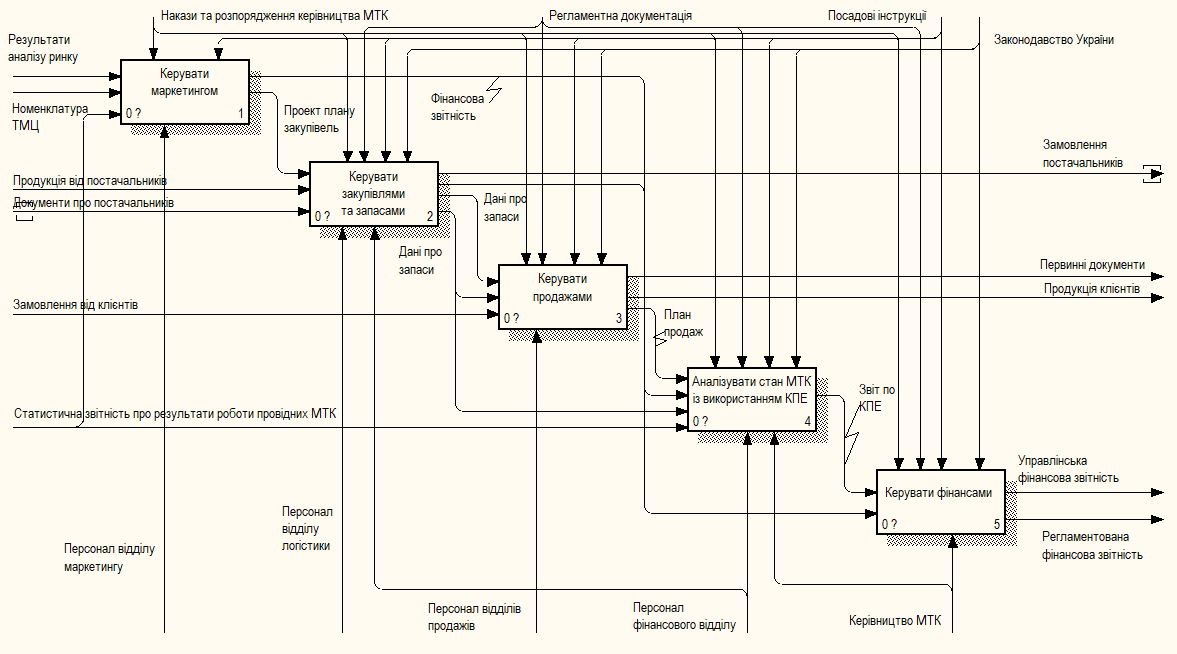 Накази та розпорядження керівництва МТК
Регламентна документація
Посадові інструкції
Законодавство України
Результати
аналізу ринку
Керувати
маркетингом
0 ?
1
Номенклатура
ТМЦ
Проект плану
закупівель
Фінансова
звітність
Замовлення
постачальників
Продукція від постачальників
Документи про постачальників
Керувати
закупівлями
та запасами
0 ?
2
Дані про
запаси
Дані про
запаси
Керувати
продажами
0 ?
3
Первинні документи
Продукція клієнтів
Замовлення від клієнтів
План
продаж
Аналізувати стан МТК
із використанням КПЕ
0 ?
4
Звіт по
КПЕ
Статистична звітність про результати роботи провідних МТК
Керувати фінансами
0 ?
5
Управлінська
фінансова звітність
Регламентована
фінансова звітність
Персонал
відділу
логістики
Персонал відділу
маркетингу
Персонал відділів
продажів
Персонал
фінансового відділу
Керівництво МТК